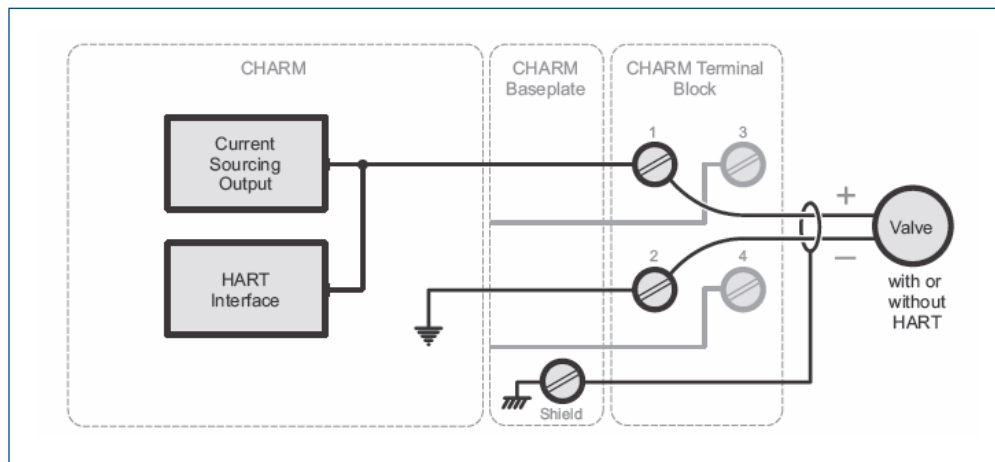 CHARM
CHARM
Baseplate
CHARM Terminal
Block
Current
Sourcing
Output
HART
Interface
1
3
2
4
+
Valve
−
with or
without
HART
Shield